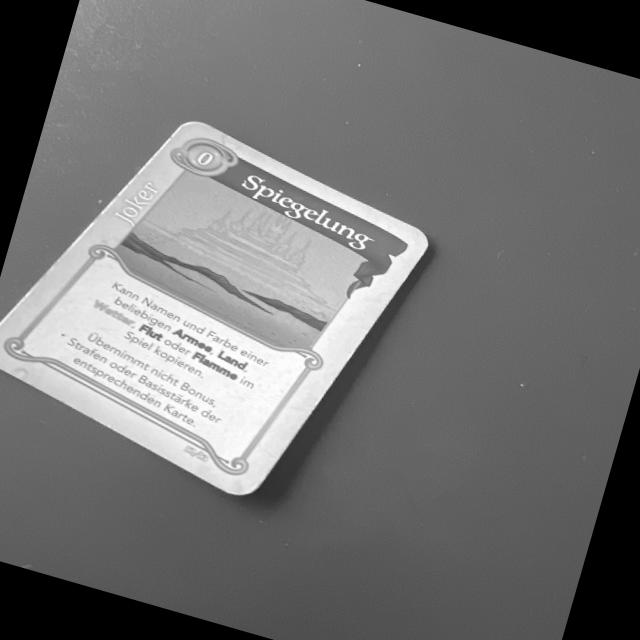 0
Spiegelung
Joker
Kann Namen und Farbe einer
beliebigen Armee, Land,
Wetter, Flut oder Flamme im
Spiel kopieren.
Übernimmt nicht Bonus,
Strafen oder Basisstärke der
entsprechenden Karte.